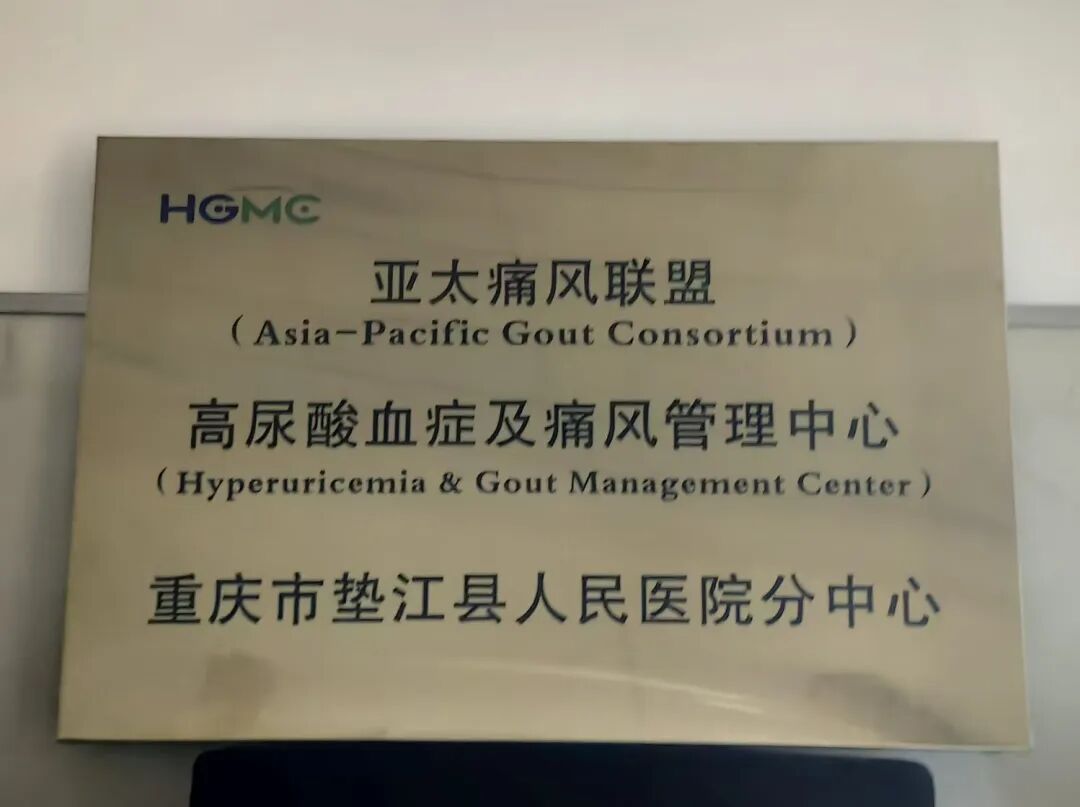 HGMC
亚太痛风联盟
（Asia-Pacific Gout Consortium）
高尿酸血症及痛风管理中心
（Hyperuricemia & Gout Management Center）
重庆市垫江县人民医院分中心